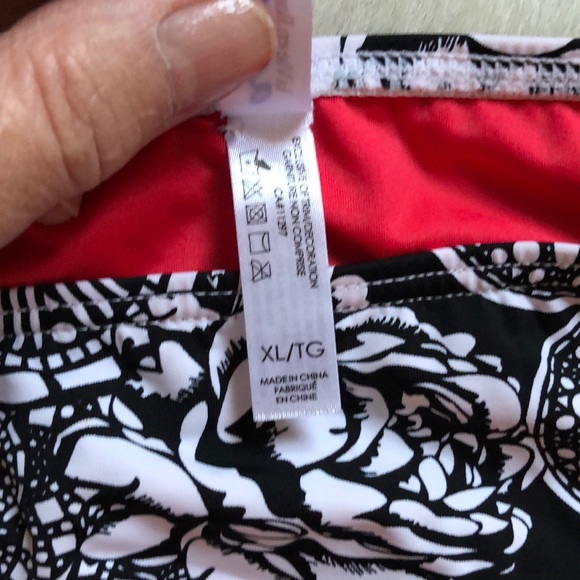 EXCLUSIVE OF TRIM/DECORATION
GARNITURE NON COMPRISE
CA#11287
XL/TG
MADE IN CHINA
FABRIQUÉ
EN CHINE